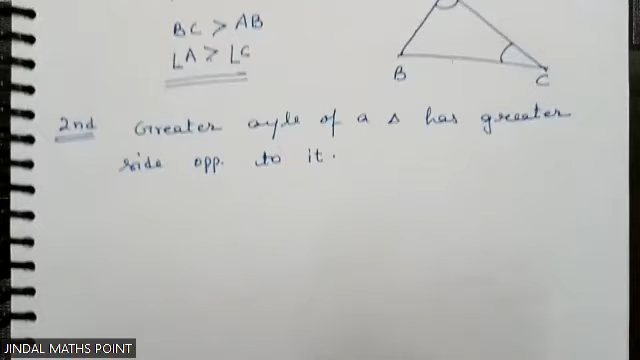 BC > AB
∠A > ∠C
B
C
2nd Greater angle of a Δ has greater
side opp. to it.
JINDAL MATHS POINT